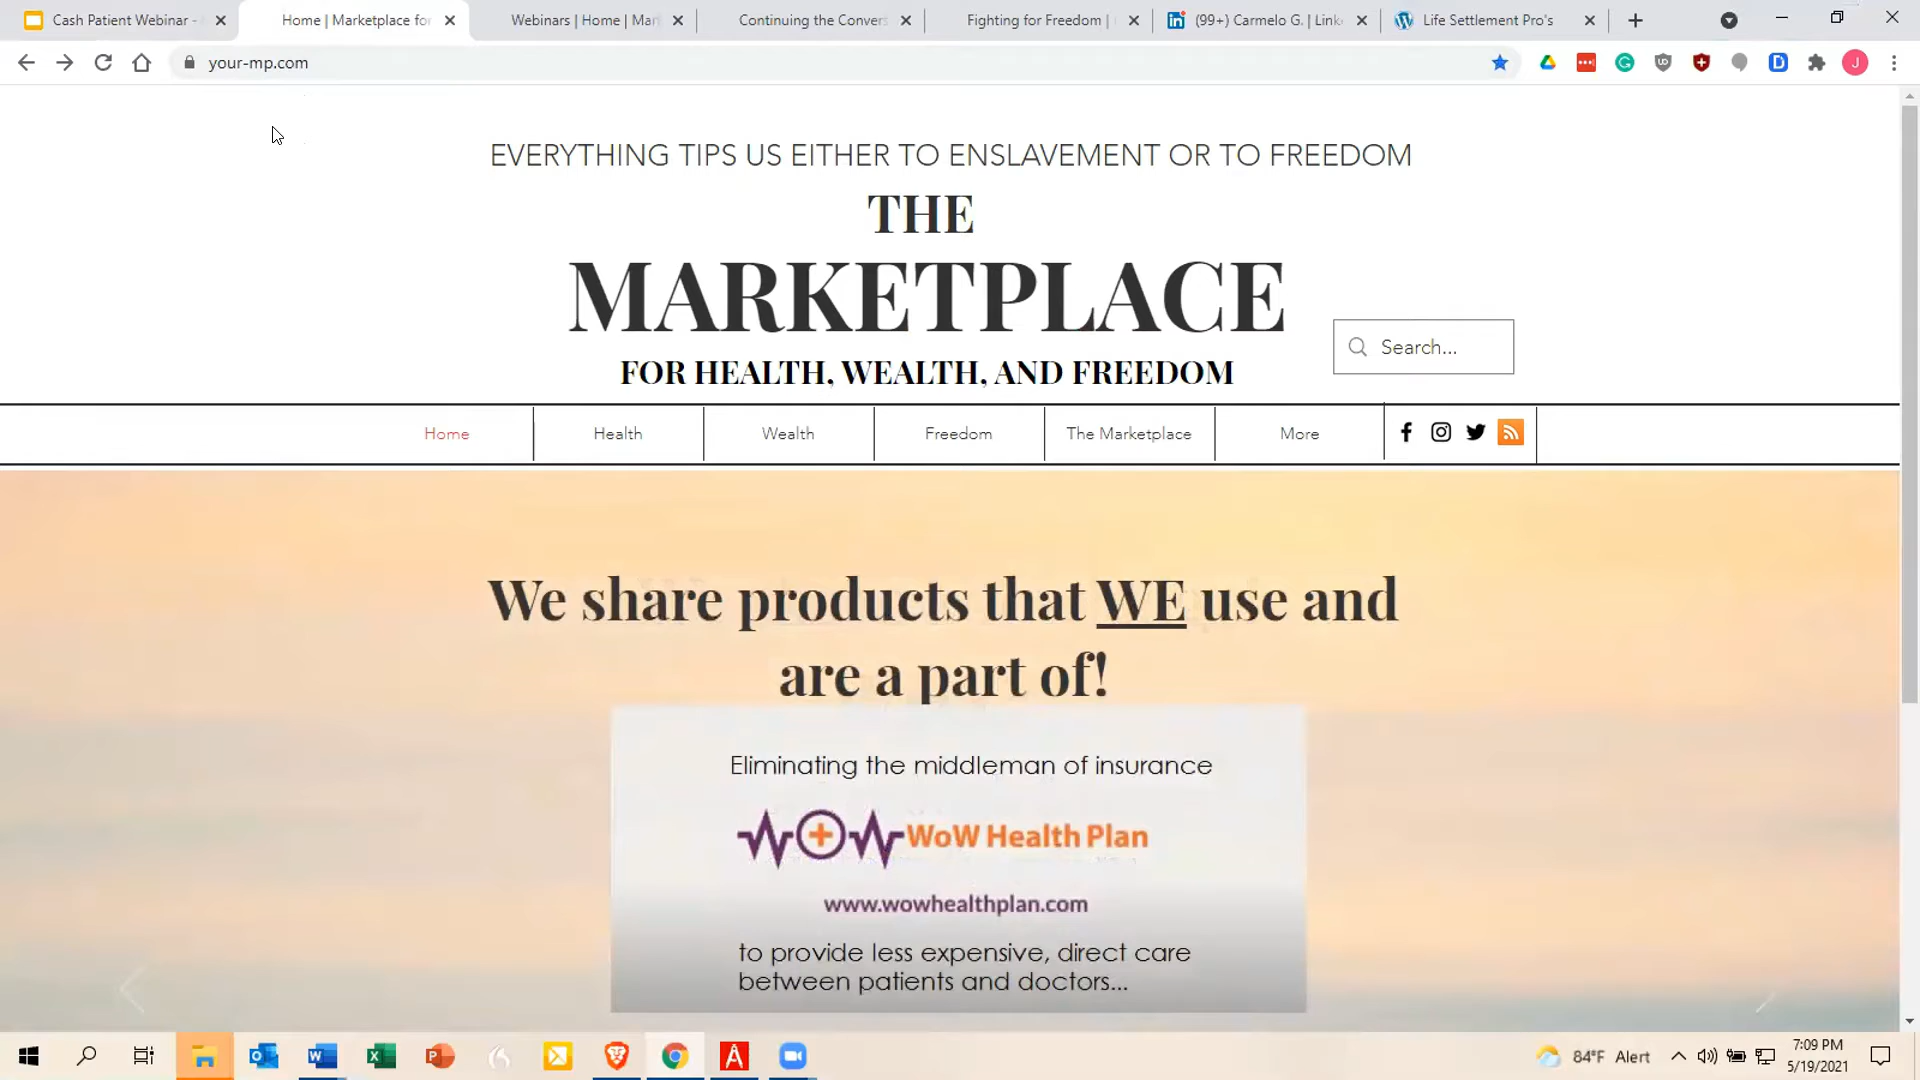 Cash Patient Webinar -
Home | Marketplace for
Webinars | Home | Mar
Continuing the Convers
Fighting for Freedom |
(99+) Carmelo G. | Link
Life Settlement Pro's
your-mp.com
J
EVERYTHING TIPS US EITHER TO ENSLAVEMENT OR TO FREEDOM
THE
MARKETPLACE
FOR HEALTH, WEALTH, AND FREEDOM
Search...
Home
Health
Wealth
Freedom
The Marketplace
More
We share products that WE use and
are a part of!
Eliminating the middleman of insurance
WoW Health Plan
www.wowhealthplan.com
to provide less expensive, direct care
between patients and doctors...
84°F Alert
7:09 PM
5/19/2021